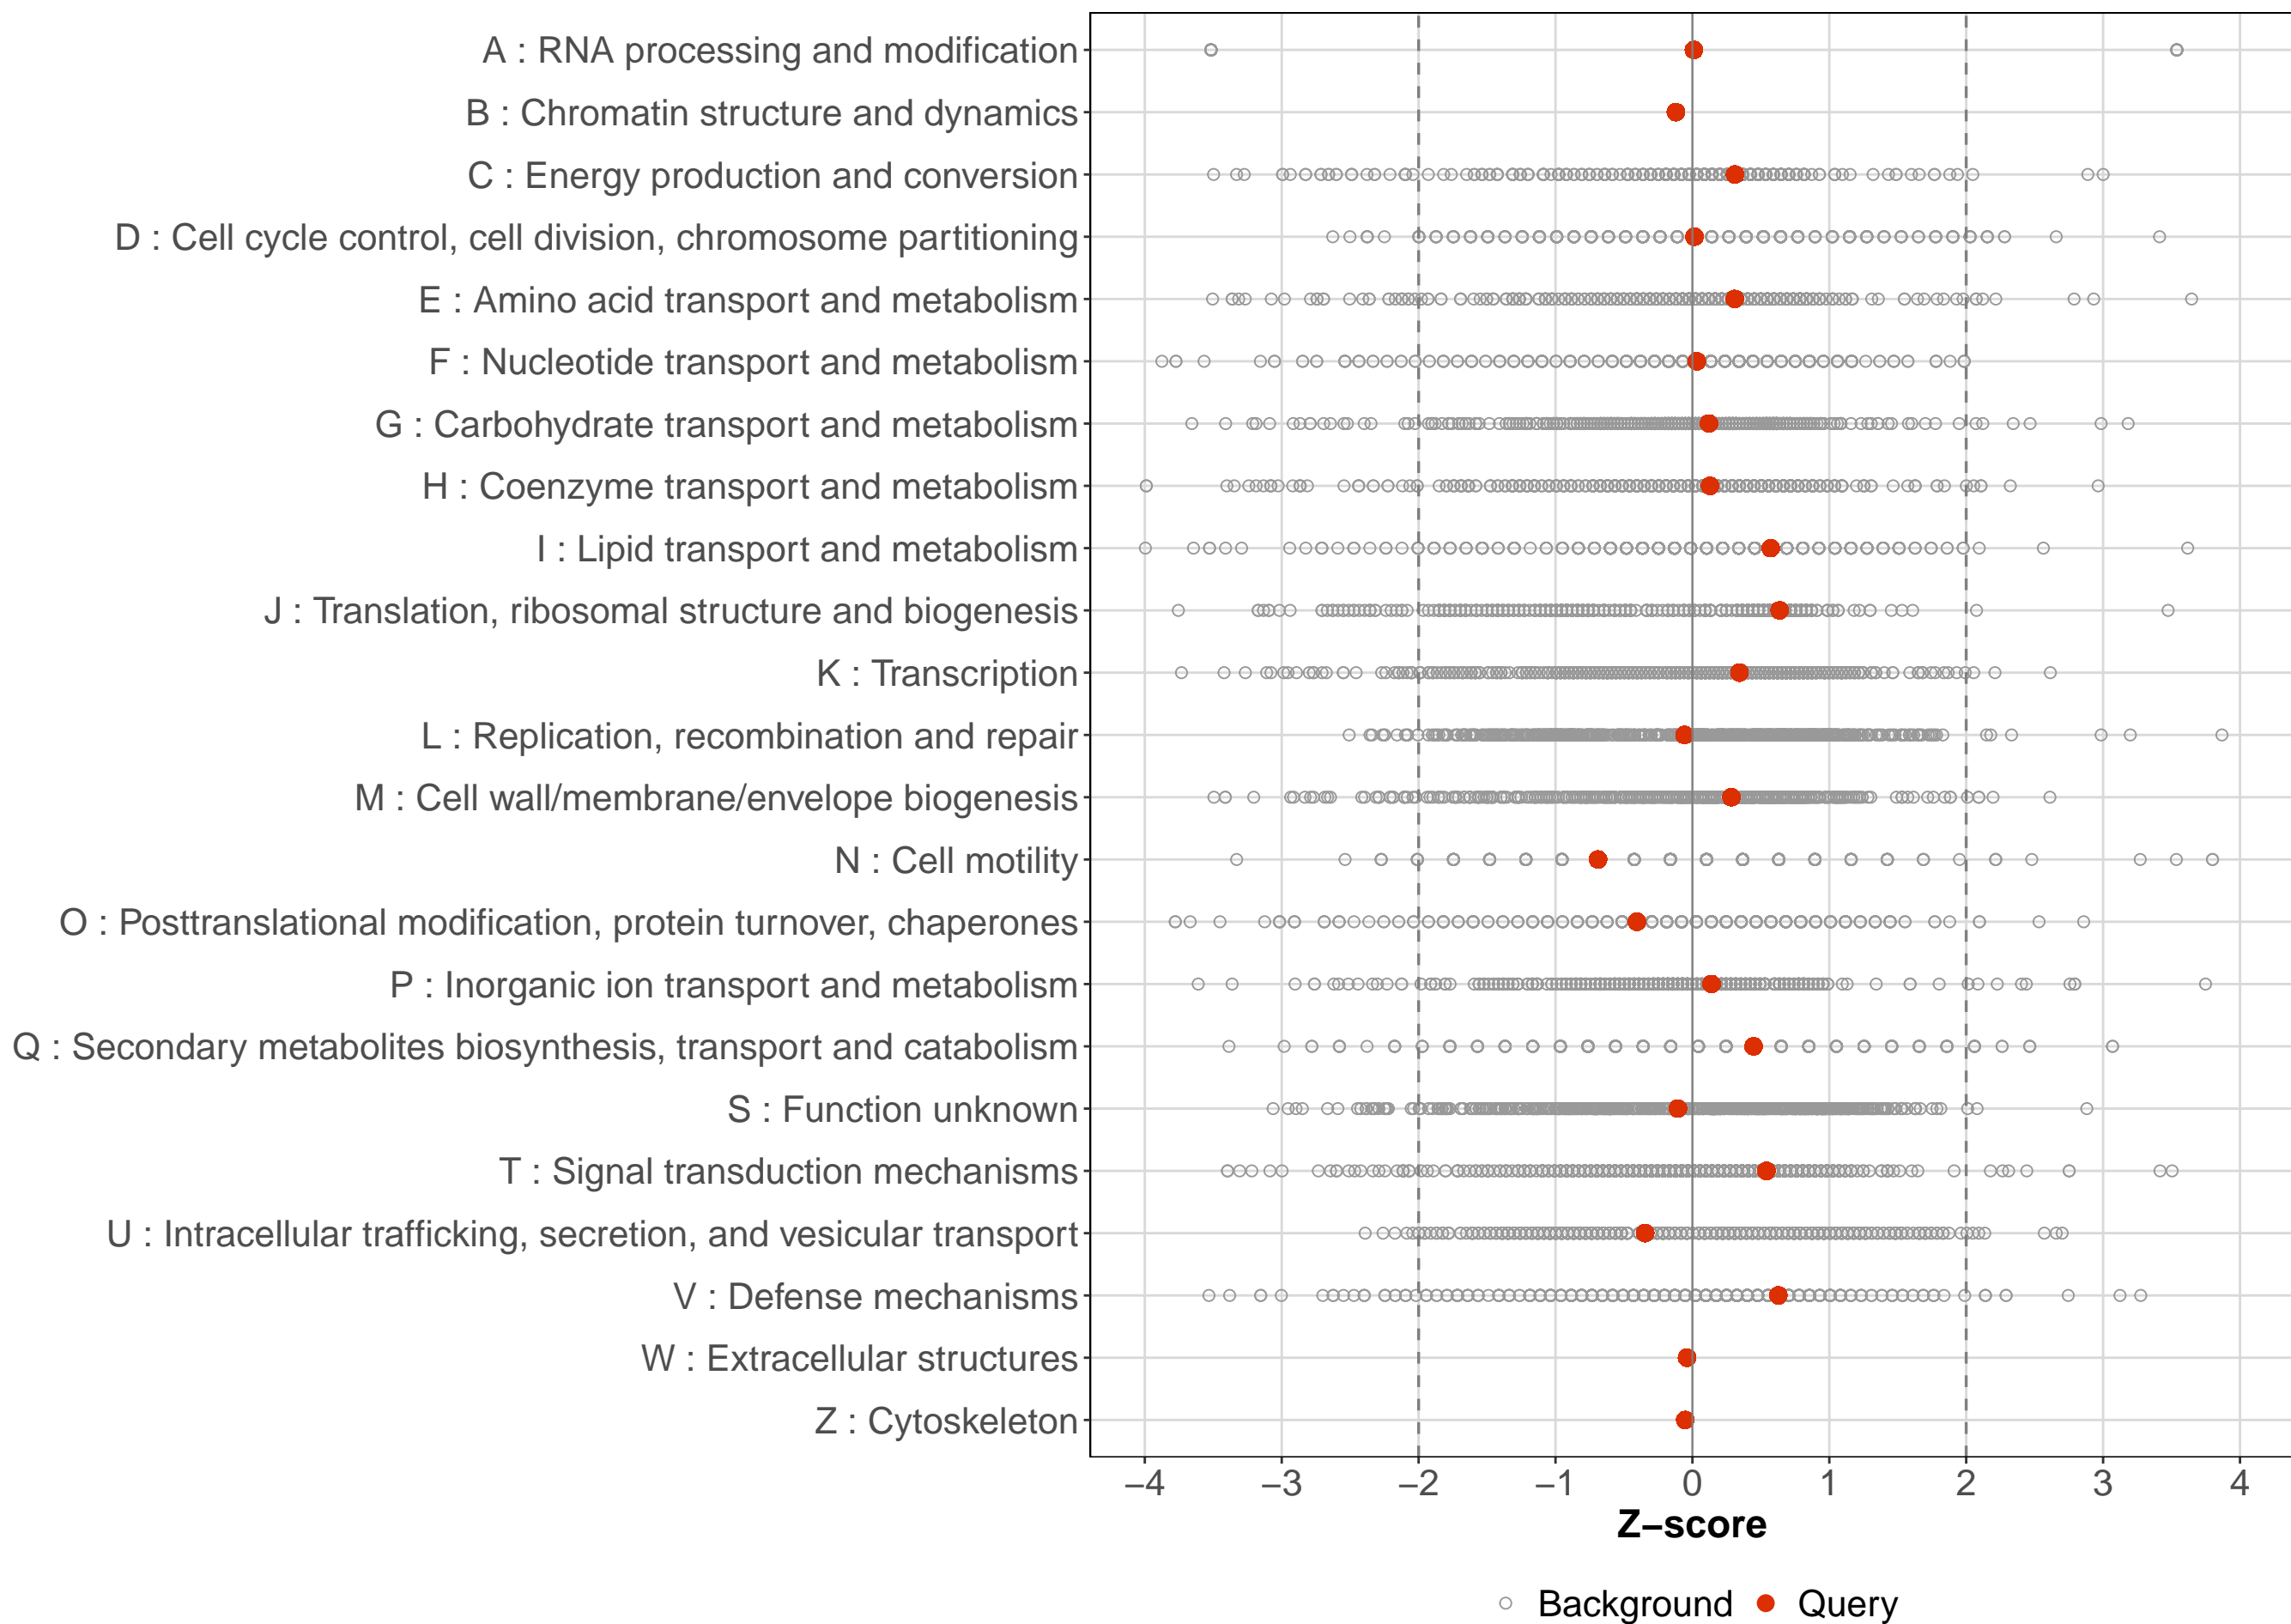 A : RNA processing and modification
B : Chromatin structure and dynamics
C : Energy production and conversion
D : Cell cycle control, cell division, chromosome partitioning
E : Amino acid transport and metabolism
F : Nucleotide transport and metabolism
G : Carbohydrate transport and metabolism
H : Coenzyme transport and metabolism
I : Lipid transport and metabolism
J : Translation, ribosomal structure and biogenesis
K : Transcription
L : Replication, recombination and repair
M : Cell wall/membrane/envelope biogenesis
N : Cell motility
O : Posttranslational modification, protein turnover, chaperones
P : Inorganic ion transport and metabolism
Q : Secondary metabolites biosynthesis, transport and catabolism
S : Function unknown
T : Signal transduction mechanisms
U : Intracellular trafficking, secretion, and vesicular transport
V : Defense mechanisms
W : Extracellular structures
Z : Cytoskeleton
−4 −3 −2 −1 0 1 2 3 4
Z−score
Background Query